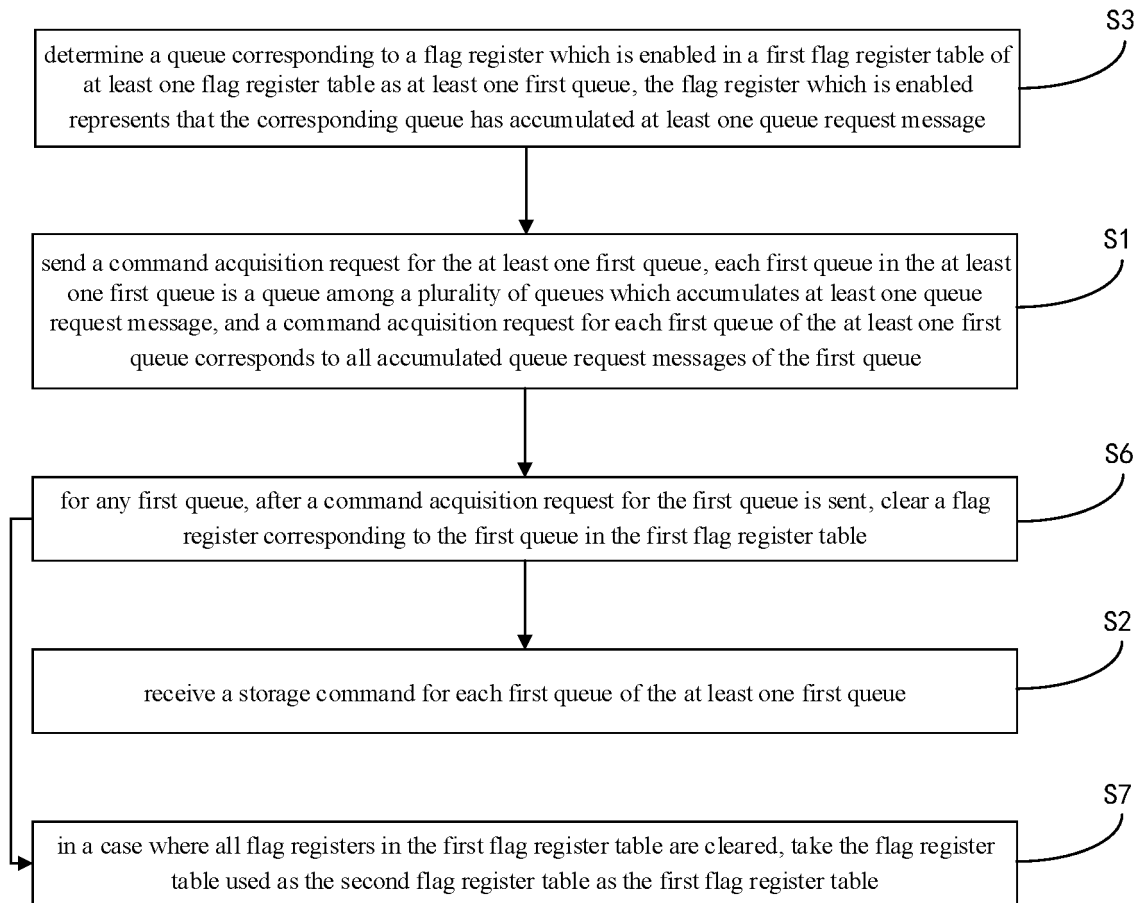 S3
determine a queue corresponding to a flag register which is enabled in a first flag register table of
at least one flag register table as at least one first queue, the flag register which is enabled
represents that the corresponding queue has accumulated at least one queue request message
S1
send a command acquisition request for the at least one first queue, each first queue in the at least
one first queue is a queue among a plurality of queues which accumulates at least one queue
request message, and a command acquisition request for each first queue of the at least one first
queue corresponds to all accumulated queue request messages of the first queue
S6
for any first queue, after a command acquisition request for the first queue is sent, clear a flag
register corresponding to the first queue in the first flag register table
S2
receive a storage command for each first queue of the at least one first queue
S7
in a case where all flag registers in the first flag register table are cleared, take the flag register
table used as the second flag register table as the first flag register table